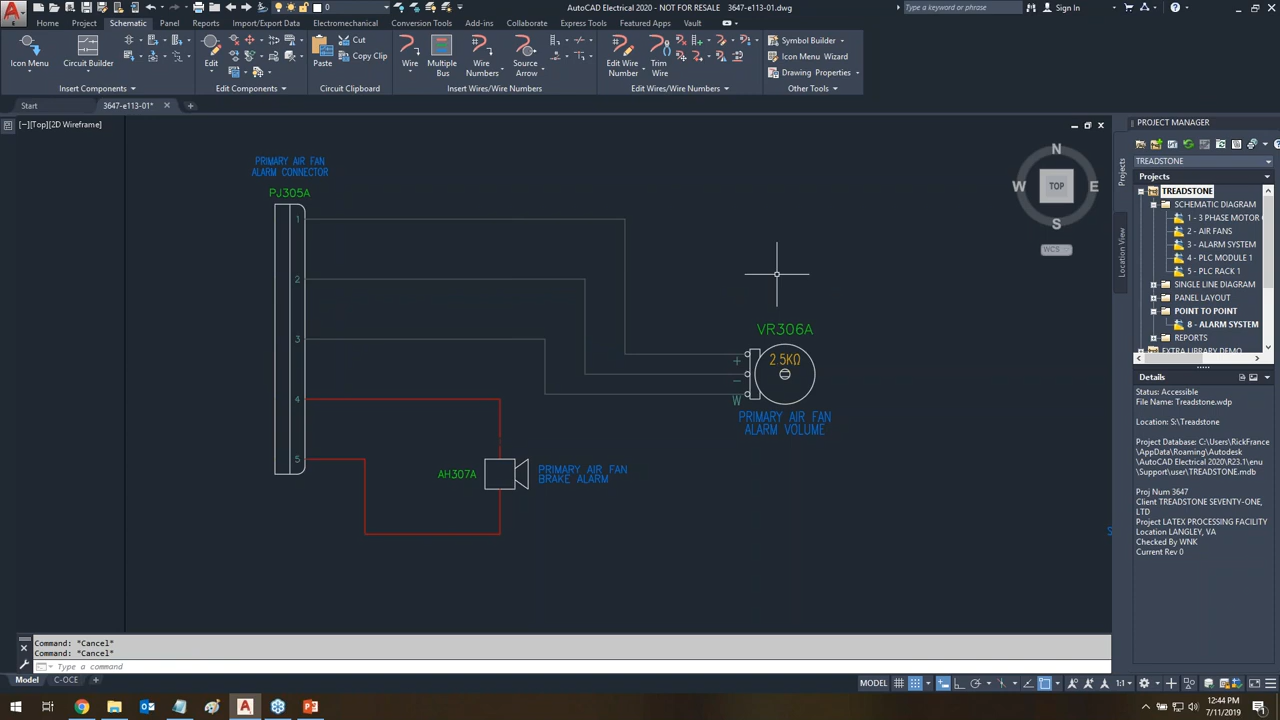 AutoCAD Electrical 2020 - NOT FOR RESALE 3647-e113-01.dwg
Type a keyword or phrase
Sign In
0
Home Project Schematic Panel Reports Import/Export Data Electromechanical Conversion Tools Add-ins Collaborate Express Tools Featured Apps Vault
Icon Menu
Circuit Builder
Insert Components
Edit
Edit Components
Paste
Cut
Copy Clip
Circuit Clipboard
Wire
Multiple Bus
Wire Numbers
Source Arrow
Insert Wires/Wire Numbers
Edit Wire Number
Trim Wire
Edit Wires/Wire Numbers
Symbol Builder
Icon Menu Wizard
Drawing Properties
Other Tools
Start
3647-e113-01*
[−][Top][2D Wireframe]
PRIMARY AIR FAN
ALARM CONNECTOR
PJ305A
1
2
3
4
5
VR306A
2.5KΩ
+
−
W
PRIMARY AIR FAN
ALARM VOLUME
AH307A
PRIMARY AIR FAN
BRAKE ALARM
S
N
W
TOP
E
S
WCS
Projects
Location View
PROJECT MANAGER
TREADSTONE
Projects
TREADSTONE
SCHEMATIC DIAGRAM
1 - 3 PHASE MOTOR
2 - AIR FANS
3 - ALARM SYSTEM
4 - PLC MODULE 1
5 - PLC RACK 1
SINGLE LINE DIAGRAM
PANEL LAYOUT
POINT TO POINT
8 - ALARM SYSTEM
REPORTS
EXTRA LIBRARY DEMO
Details
Status: Accessible
File Name: Treadstone.wdp
Location: S:\Treadstone
Project Database: C:\Users\RickFrance
\AppData\Roaming\Autodesk
\AutoCAD Electrical 2020\R23.1\enu
\Support\user\TREADSTONE.mdb
Proj Num 3647
Client TREADSTONE SEVENTY-ONE,
LTD
Project LATEX PROCESSING FACILITY
Location LANGLEY, VA
Checked By WNK
Current Rev 0
Command: *Cancel*
Command: *Cancel*
Type a command
Model
C-OCE
MODEL
1:1
12:44 PM
7/11/2019